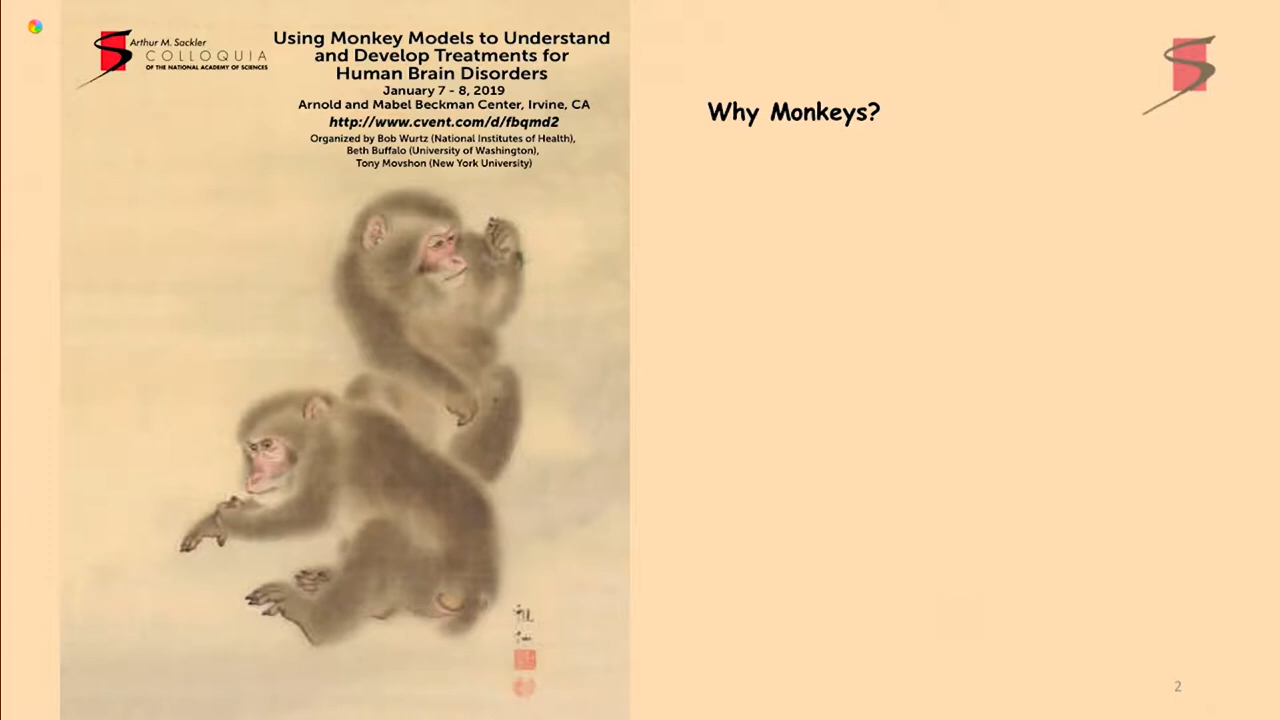 Arthur M. Sackler
COLLOQUIA
OF THE NATIONAL ACADEMY OF SCIENCES
Using Monkey Models to Understand
and Develop Treatments for
Human Brain Disorders
January 7 - 8, 2019
Arnold and Mabel Beckman Center, Irvine, CA
http://www.cvent.com/d/fbqmd2
Organized by Bob Wurtz (National Institutes of Health),
Beth Buffalo (University of Washington),
Tony Movshon (New York University)
Why Monkeys?
2